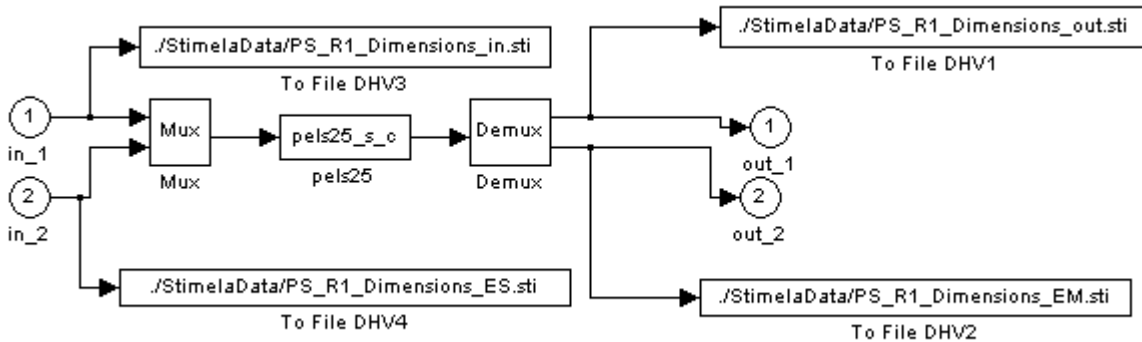 ./StimelaData/PS_R1_Dimensions_in.sti
To File DHV3
./StimelaData/PS_R1_Dimensions_out.sti
To File DHV1
1
in_1
Mux
Mux
pels25_s_c
pels25
Demux
Demux
1
out_1
2
in_2
2
out_2
./StimelaData/PS_R1_Dimensions_ES.sti
To File DHV4
./StimelaData/PS_R1_Dimensions_EM.sti
To File DHV2